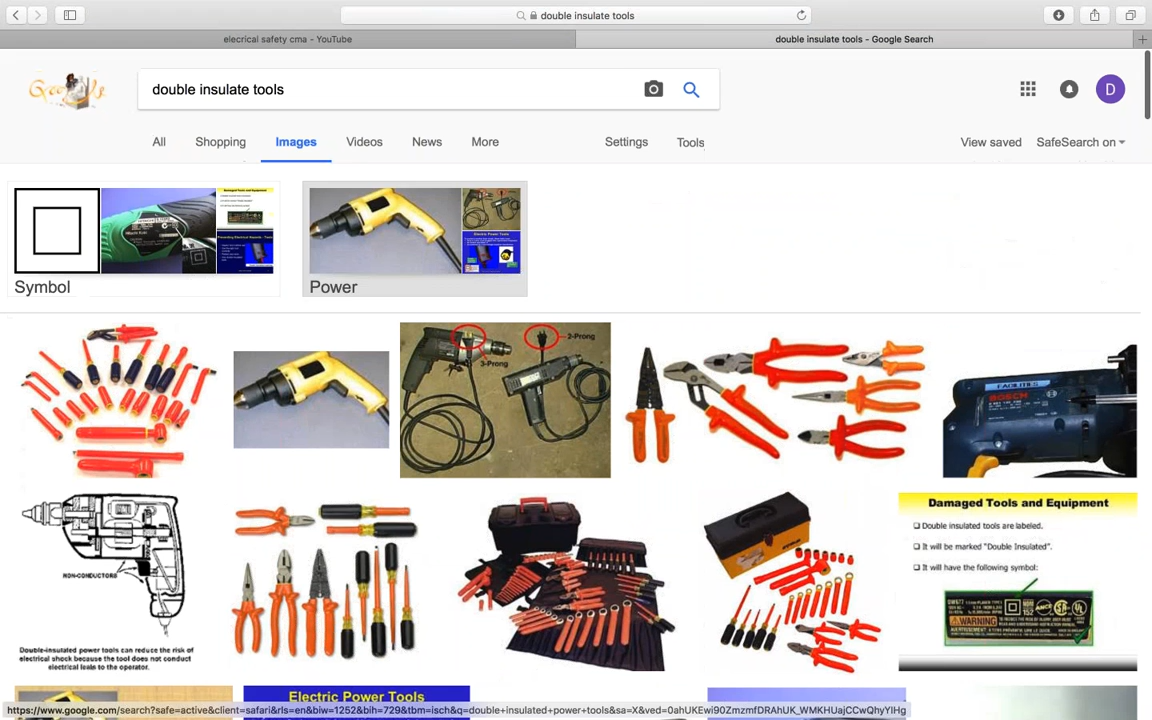 double insulate tools
elecrical safety cma - YouTube
double insulate tools - Google Search
Google
double insulate tools
D
All Shopping Images Videos News More Settings Tools View saved SafeSearch on
Symbol
Power
3-Prong
2-Prong
FACILITIES
BOSCH
NON-CONDUCTORS
Double-insulated power tools can reduce the risk of
electrical shock because the tool does not conduct
electrical leaks to the operator.
Damaged Tools and Equipment
Double insulated tools are labeled.
It will be marked "Double Insulated".
It will have the following symbol:
WARNING
Electric Power Tools
https://www.google.com/search?safe=active&client=safari&rls=en&biw=1252&bih=729&tbm=isch&q=double+insulated+power+tools&sa=X&ved=0ahUKEwi90ZmzmfDRAhUK_WMKHUajCCwQhyYIHg